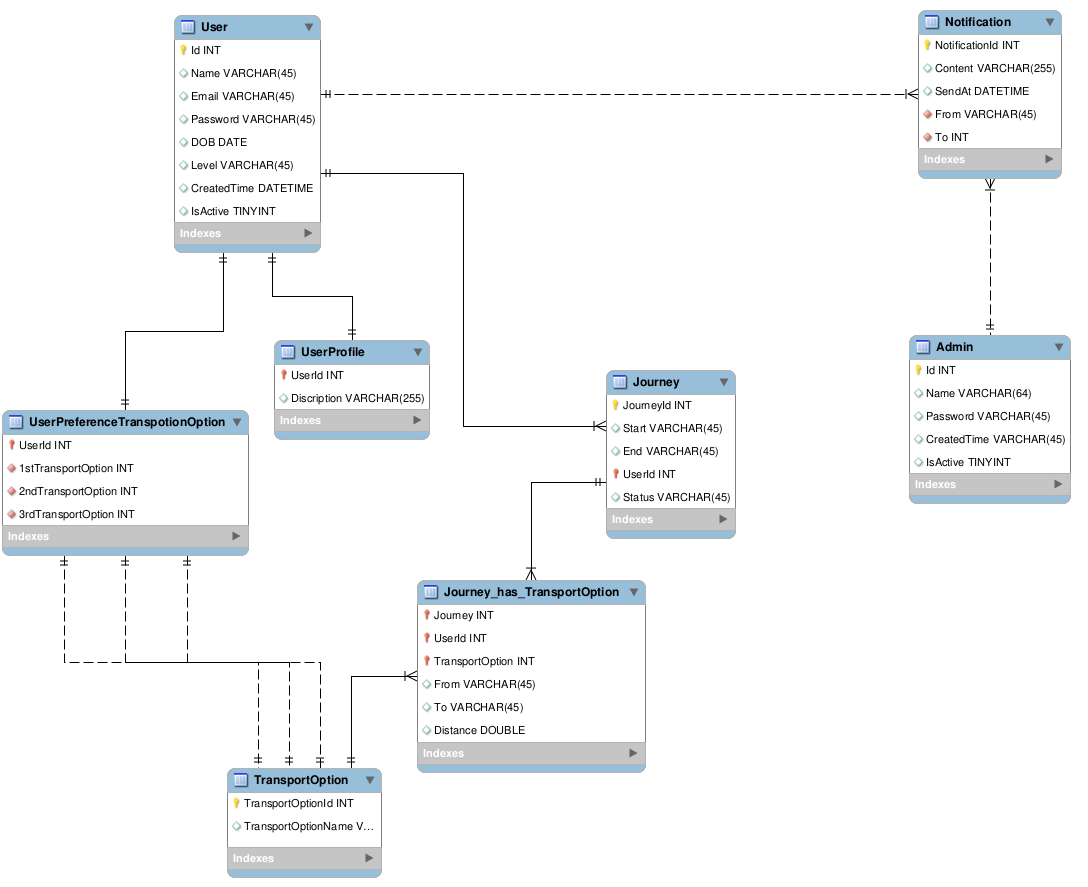 User
Id INT
Name VARCHAR(45)
Email VARCHAR(45)
Password VARCHAR(45)
DOB DATE
Level VARCHAR(45)
CreatedTime DATETIME
IsActive TINYINT
Indexes
Notification
NotificationId INT
Content VARCHAR(255)
SendAt DATETIME
From VARCHAR(45)
To INT
Indexes
UserProfile
UserId INT
Discription VARCHAR(255)
Indexes
Admin
Id INT
Name VARCHAR(64)
Password VARCHAR(45)
CreatedTime VARCHAR(45)
IsActive TINYINT
Indexes
Journey
JourneyId INT
Start VARCHAR(45)
End VARCHAR(45)
UserId INT
Status VARCHAR(45)
Indexes
UserPreferenceTranspotionOption
UserId INT
1stTransportOption INT
2ndTransportOption INT
3rdTransportOption INT
Indexes
Journey_has_TransportOption
Journey INT
UserId INT
TransportOption INT
From VARCHAR(45)
To VARCHAR(45)
Distance DOUBLE
Indexes
TransportOption
TransportOptionId INT
TransportOptionName V...
Indexes